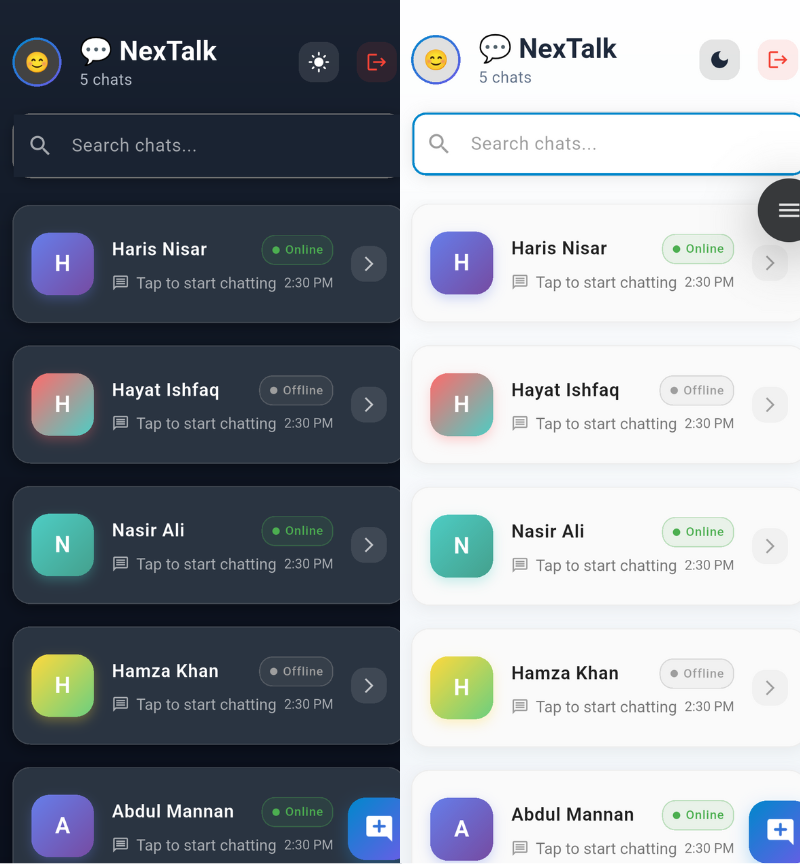 💬 NexTalk
5 chats
Search chats...
H
Haris Nisar
Online
Tap to start chatting 2:30 PM
H
Hayat Ishfaq
Offline
Tap to start chatting 2:30 PM
N
Nasir Ali
Online
Tap to start chatting 2:30 PM
H
Hamza Khan
Offline
Tap to start chatting 2:30 PM
A
Abdul Mannan
Online
Tap to start chatting 2:30 PM
💬 NexTalk
5 chats
Search chats...
H
Haris Nisar
Online
Tap to start chatting 2:30 PM
H
Hayat Ishfaq
Offline
Tap to start chatting 2:30 PM
N
Nasir Ali
Online
Tap to start chatting 2:30 PM
H
Hamza Khan
Offline
Tap to start chatting 2:30 PM
A
Abdul Mannan
Online
Tap to start chatting 2:30 PM